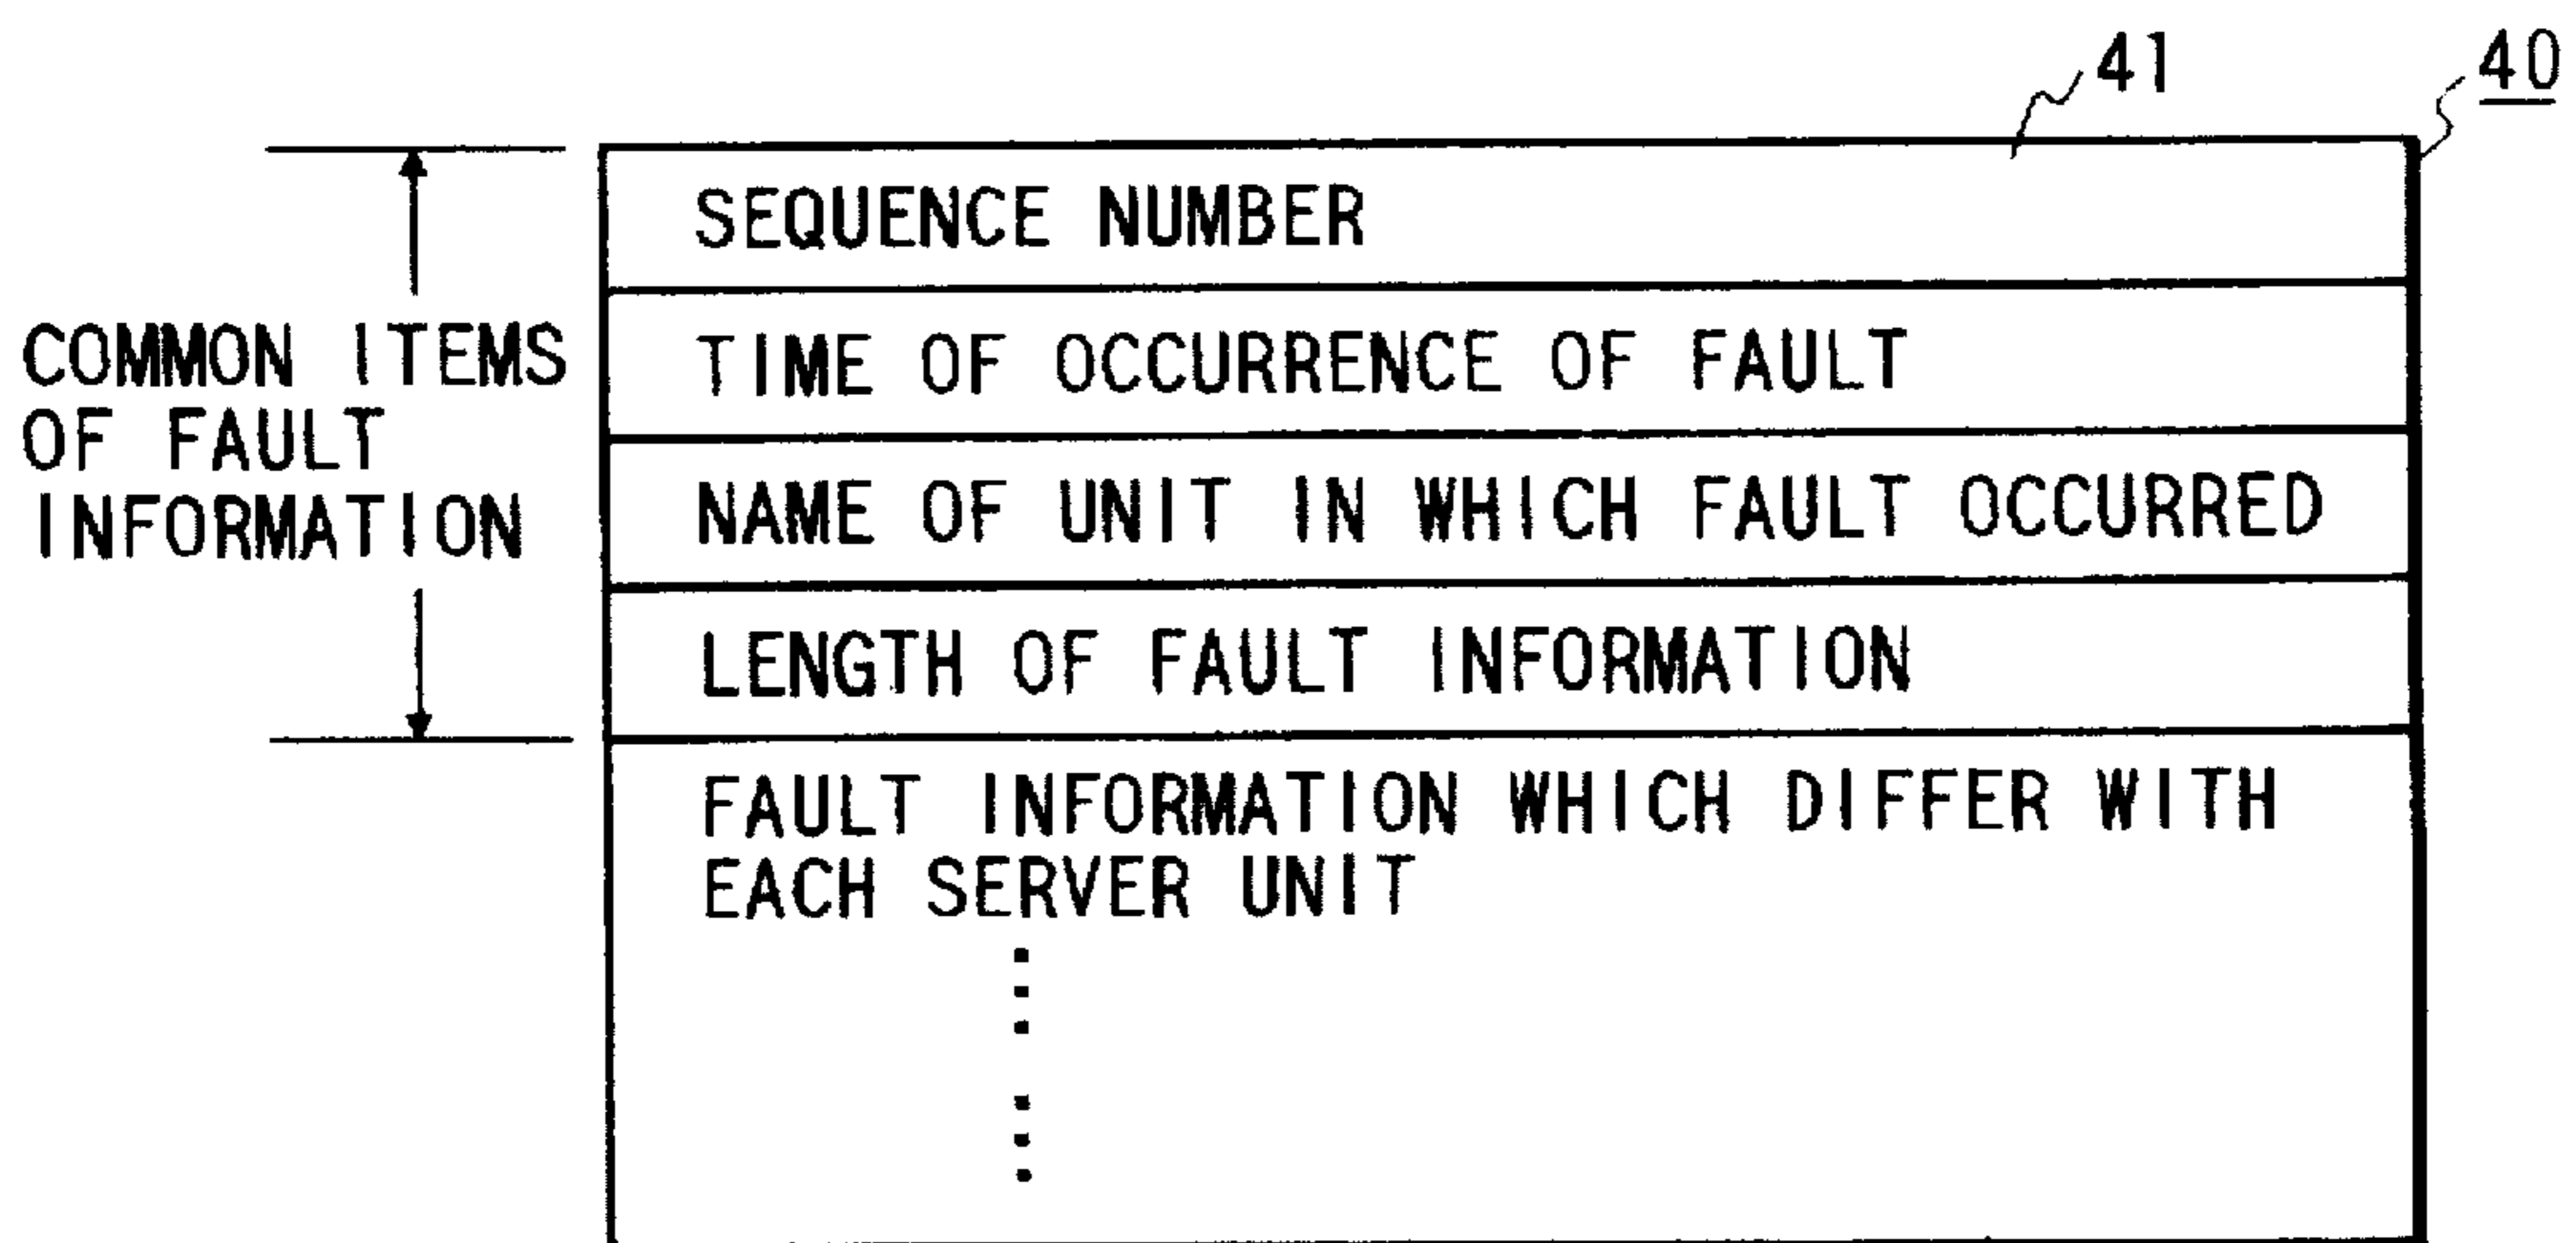 41
40
SEQUENCE NUMBER
TIME OF OCCURRENCE OF FAULT
COMMON ITEMS
OF FAULT
INFORMATION
NAME OF UNIT IN WHICH FAULT OCCURRED
LENGTH OF FAULT INFORMATION
FAULT INFORMATION WHICH DIFFER WITH
EACH SERVER UNIT